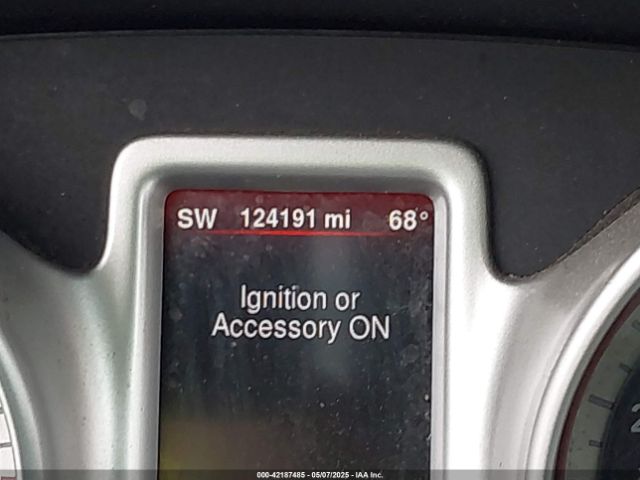 SW 124191 mi 68°
Ignition or
Accessory ON
000-42187485 - 05/07/2025 - IAA Inc.